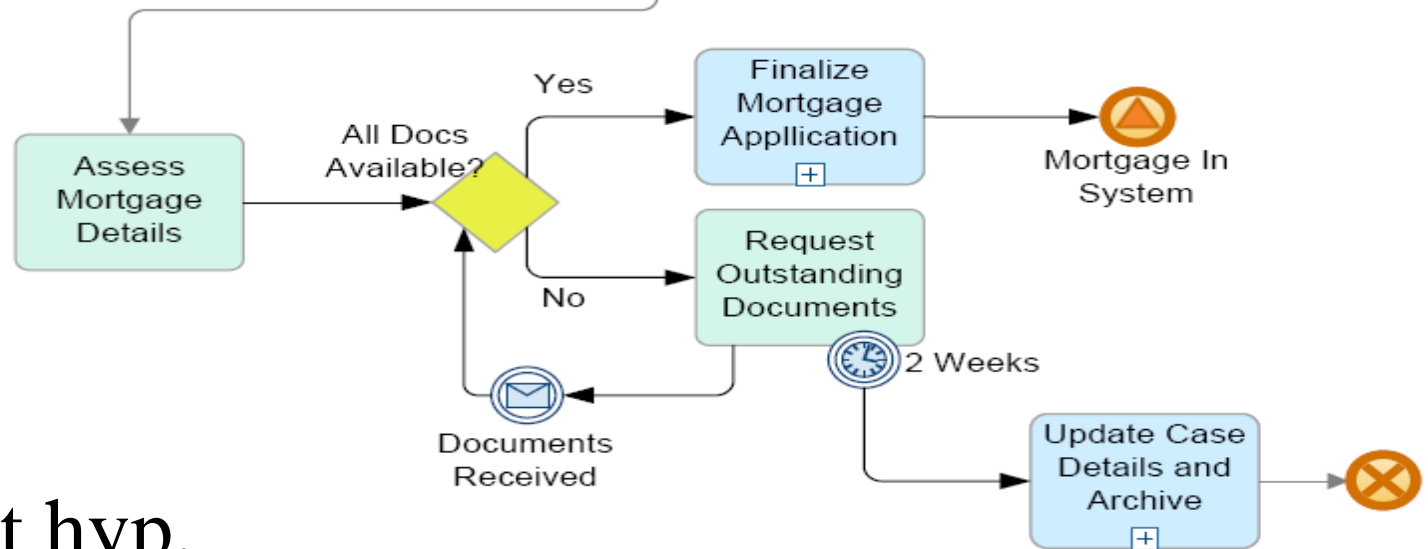 Assess
Mortgage
Details
All Docs
Available?
Yes
No
Finalize
Mortgage
Appllication
Mortgage In
System
Request
Outstanding
Documents
2 Weeks
Documents
Received
Update Case
Details and
Archive
t hyp.